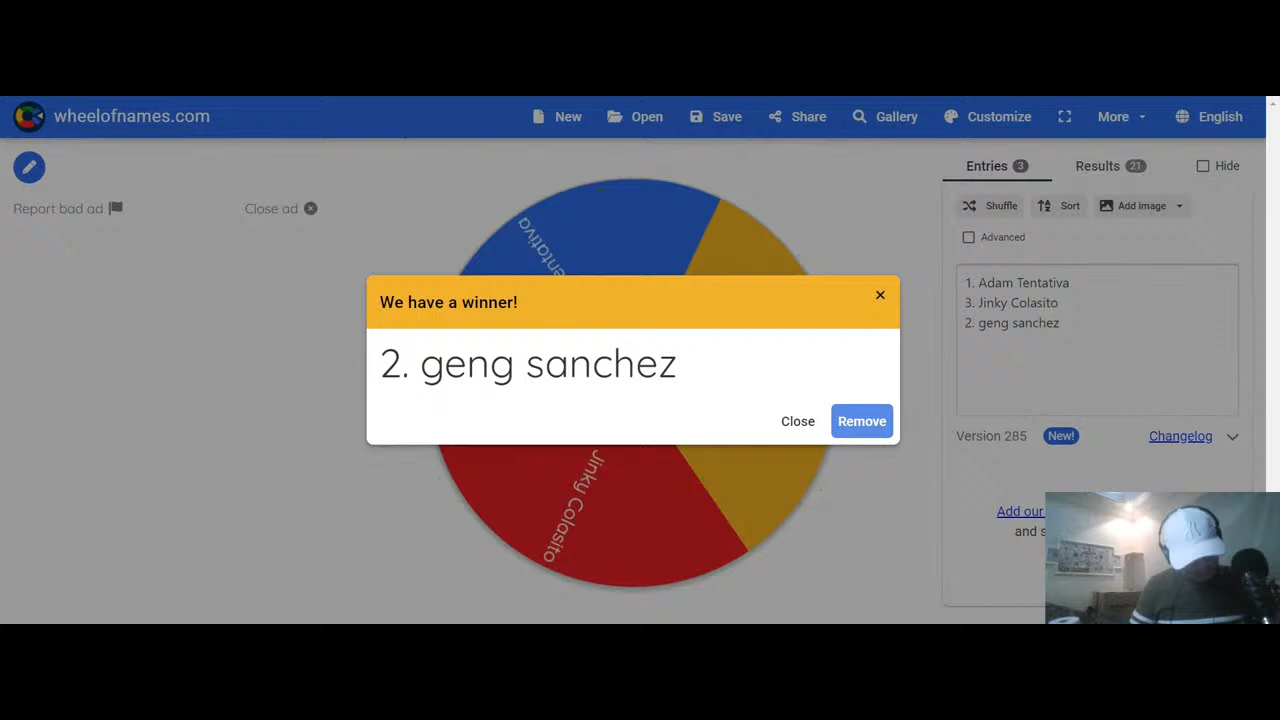 wheelofnames.com
New
Open
Save
Share
Gallery
Customize
More
English
Report bad ad
Close ad
Entries 3
Results 21
Hide
Shuffle
Sort
Add image
Advanced
1. Adam Tentativa
3. Jinky Colasito
2. geng sanchez
entativa
We have a winner!
2. geng sanchez
Close
Remove
Jinky Colasito
Version 285
New!
Changelog
Add our
and s